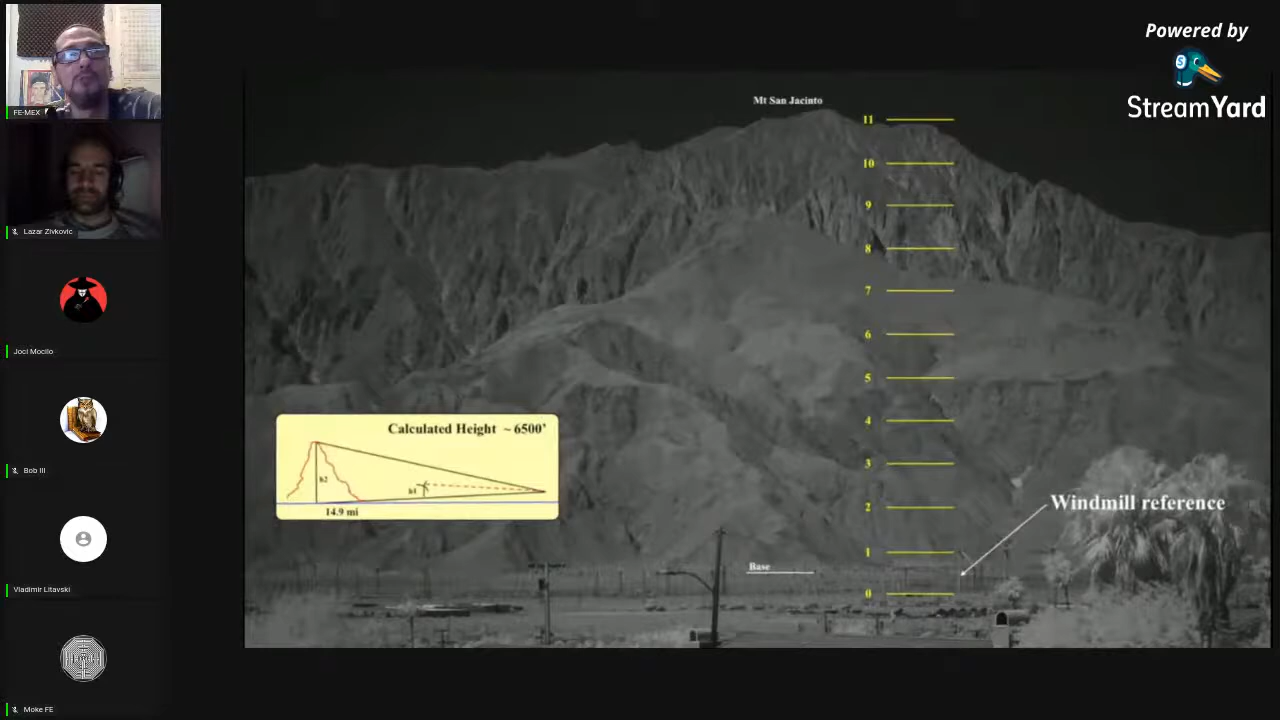 Powered by
StreamYard
FE-MEX
Lazar Zivkovic
Joci Mocilo
Bob III
Vladimir Litavski
Moke FE
Mt San Jacinto
11
10
9
8
7
6
5
4
3
2
1
0
Calculated Height ~ 6500'
h2
h1
14.9 mi
Windmill reference
Base